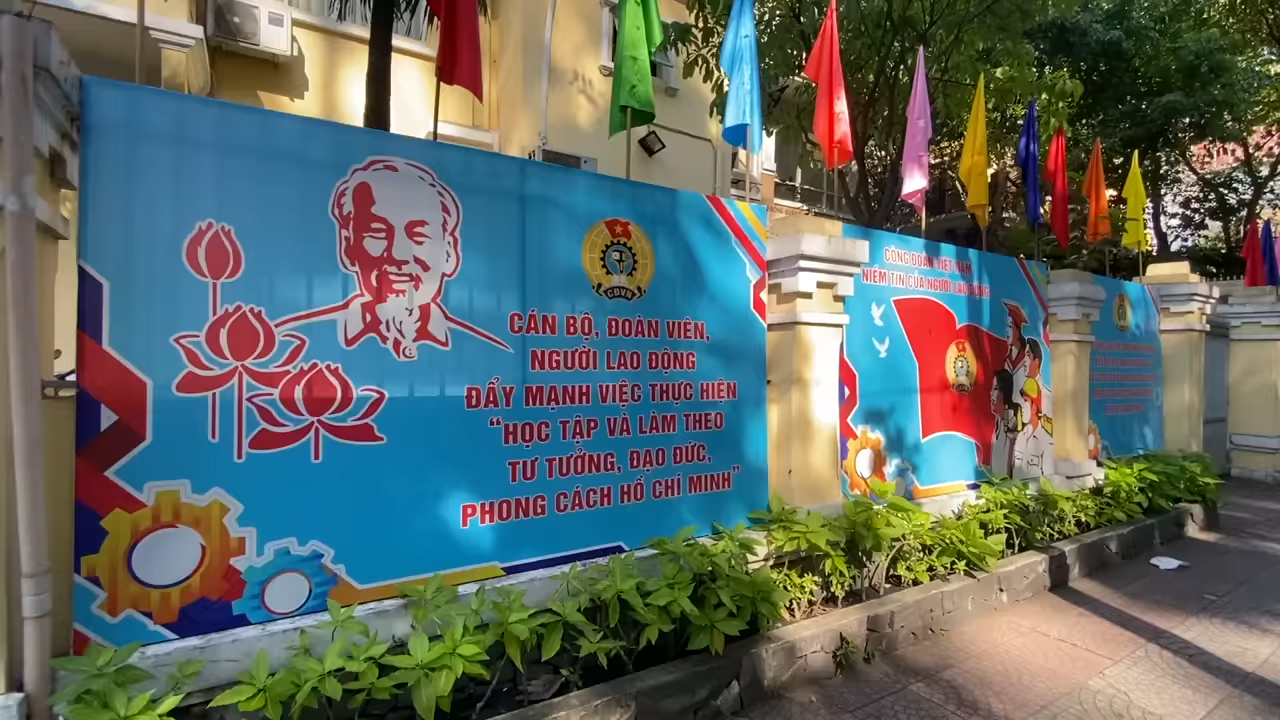 CĐVN
CÁN BỘ, ĐOÀN VIÊN,
NGƯỜI LAO ĐỘNG
ĐẨY MẠNH VIỆC THỰC HIỆN
“HỌC TẬP VÀ LÀM THEO
TƯ TƯỞNG, ĐẠO ĐỨC,
PHONG CÁCH HỒ CHÍ MINH”
CÔNG ĐOÀN VIỆT NAM
NIỀM TIN CỦA NGƯỜI LAO ĐỘNG